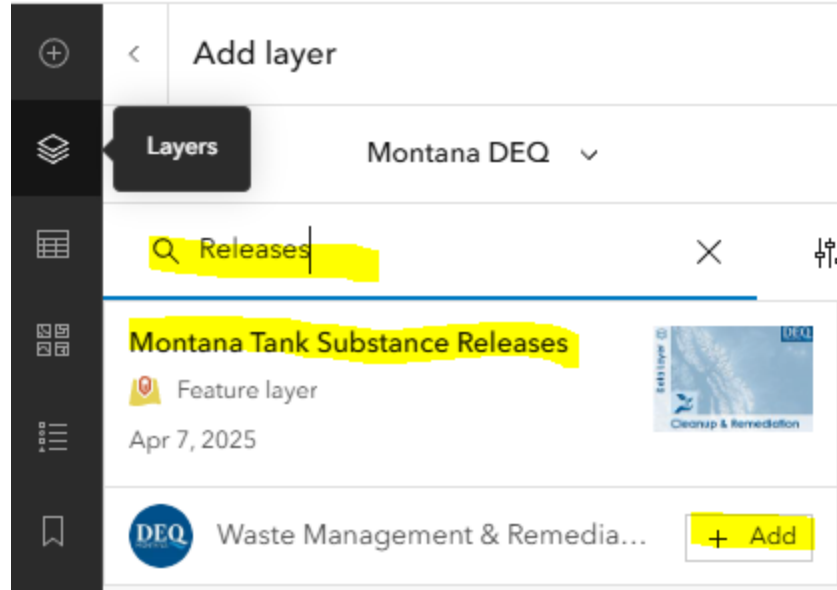 Add layer
Layers
Montana DEQ
Releases
Montana Tank Substance Releases
Feature layer
Apr 7, 2025
DEQ
Cleanup & Remediation
DEQ
Waste Management & Remedia...
+ Add